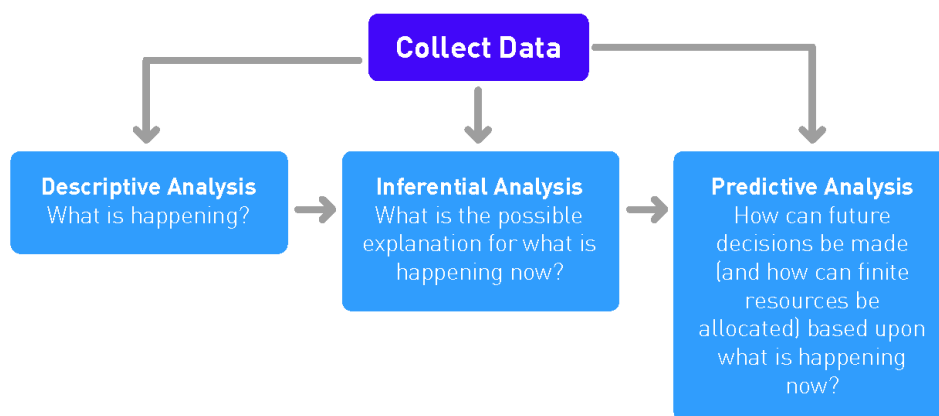 Collect Data
Descriptive Analysis
What is happening?
Inferential Analysis
What is the possible
explanation for what is
happening now?
Predictive Analysis
How can future
decisions be made
(and how can finite
resources be
allocated) based upon
what is happening
now?